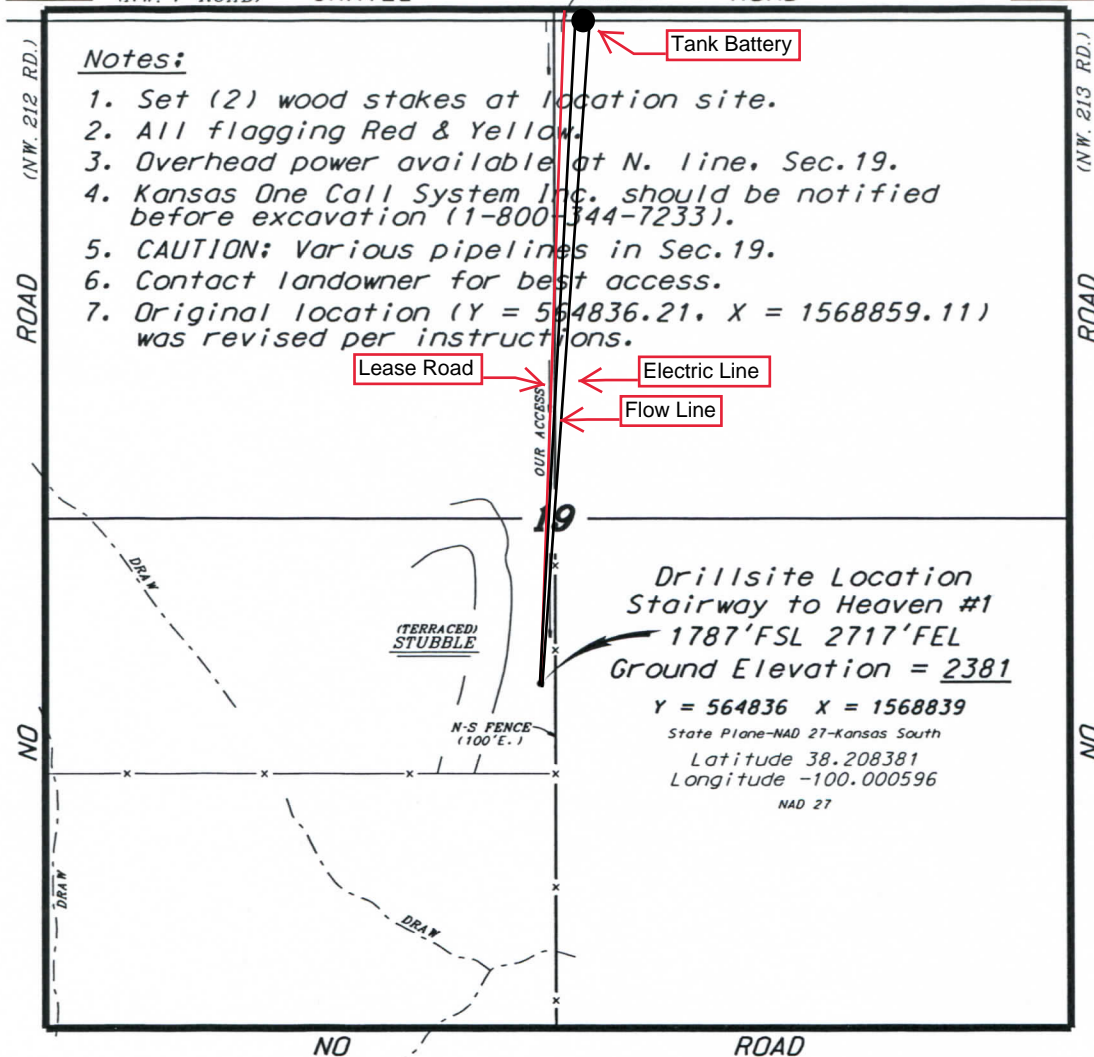 Tank Battery
(NW. 212 RD.)
(NW. 213 RD.)
Notes:
1. Set (2) wood stakes at location site.
2. All flagging Red & Yellow.
3. Overhead power available at N. line, Sec.19.
4. Kansas One Call System Inc. should be notified
before excavation (1-800-344-7233).
5. CAUTION: Various pipelines in Sec.19.
6. Contact landowner for best access.
7. Original location (Y = 564836.21, X = 1568859.11)
was revised per instructions.
ROAD
ROAD
Lease Road
Electric Line
Flow Line
OUR ACCESS
19
DRAW
(TERRACED)
STUBBLE
Drillsite Location
Stairway to Heaven #1
1787'FSL 2717'FEL
Ground Elevation = 2381
Y = 564836 X = 1568839
State Plane-NAD 27-Kansas South
Latitude 38.208381
Longitude -100.000596
NAD 27
N-S FENCE
(100'E.)
NO
NO
DRAW
DRAW
NO ROAD